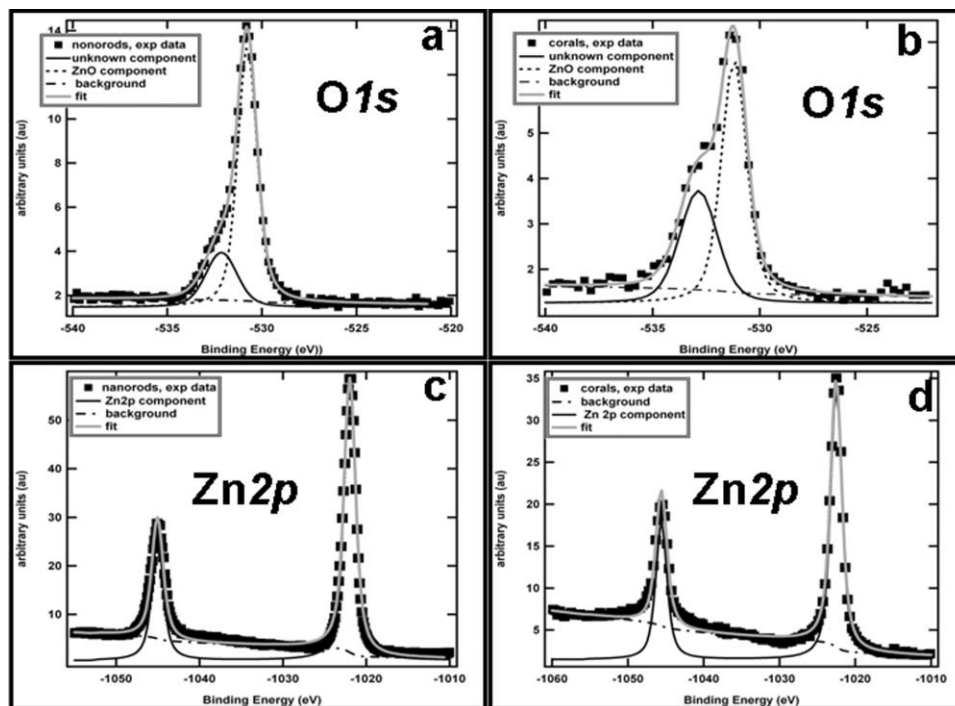 a
nonorods, exp data
unknown component
ZnO component
background
fit
O1s
arbitrary units (au)
14
12
10
8
6
4
2
-540
-535
-530
-525
-520
Binding Energy (eV))
b
corals, exp data
unknown component
ZnO component
background
fit
O1s
arbitrary units (au)
5
4
3
2
-540
-535
-530
-525
Binding Energy (eV)
c
nanorods, exp data
Zn2p component
background
fit
Zn2p
arbitrary units (au)
50
40
30
20
10
-1050
-1040
-1030
-1020
-1010
Binding Energy (eV)
d
corals, exp data
background
Zn 2p component
fit
Zn2p
arbitrary units (au)
35
30
25
20
15
10
5
-1060
-1050
-1040
-1030
-1020
-1010
Binding Energy (eV)